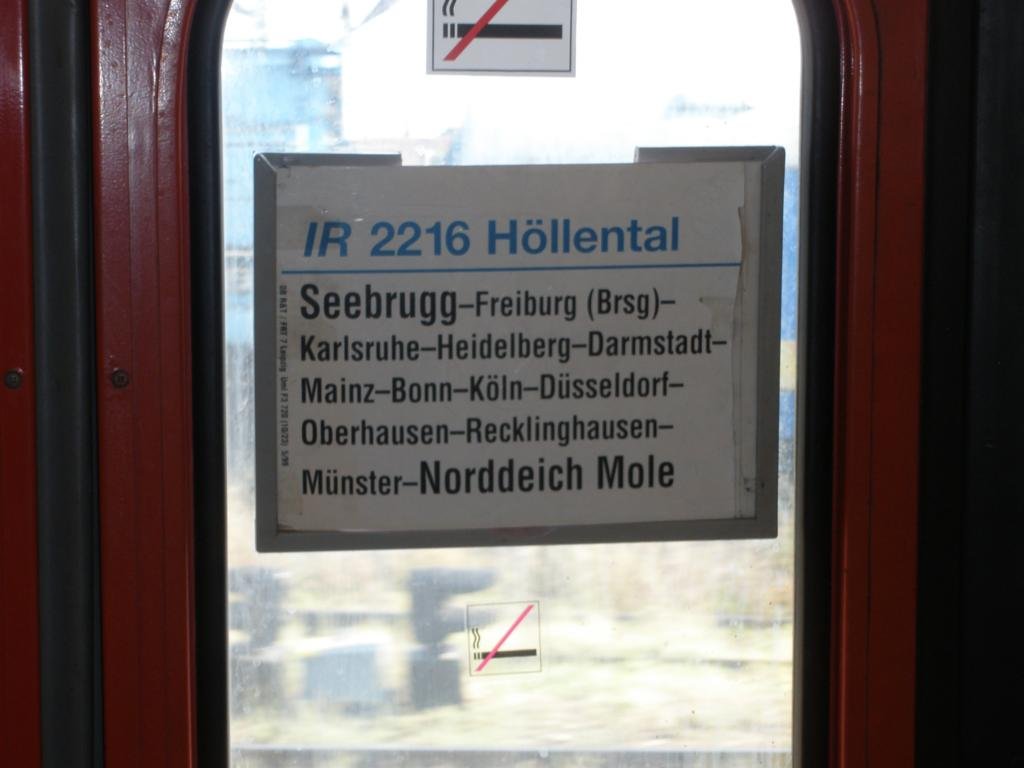 IR 2216 Höllental
Seebrugg–Freiburg (Brsg)–
Karlsruhe–Heidelberg–Darmstadt–
Mainz–Bonn–Köln–Düsseldorf–
Oberhausen–Recklinghausen–
Münster–Norddeich Mole